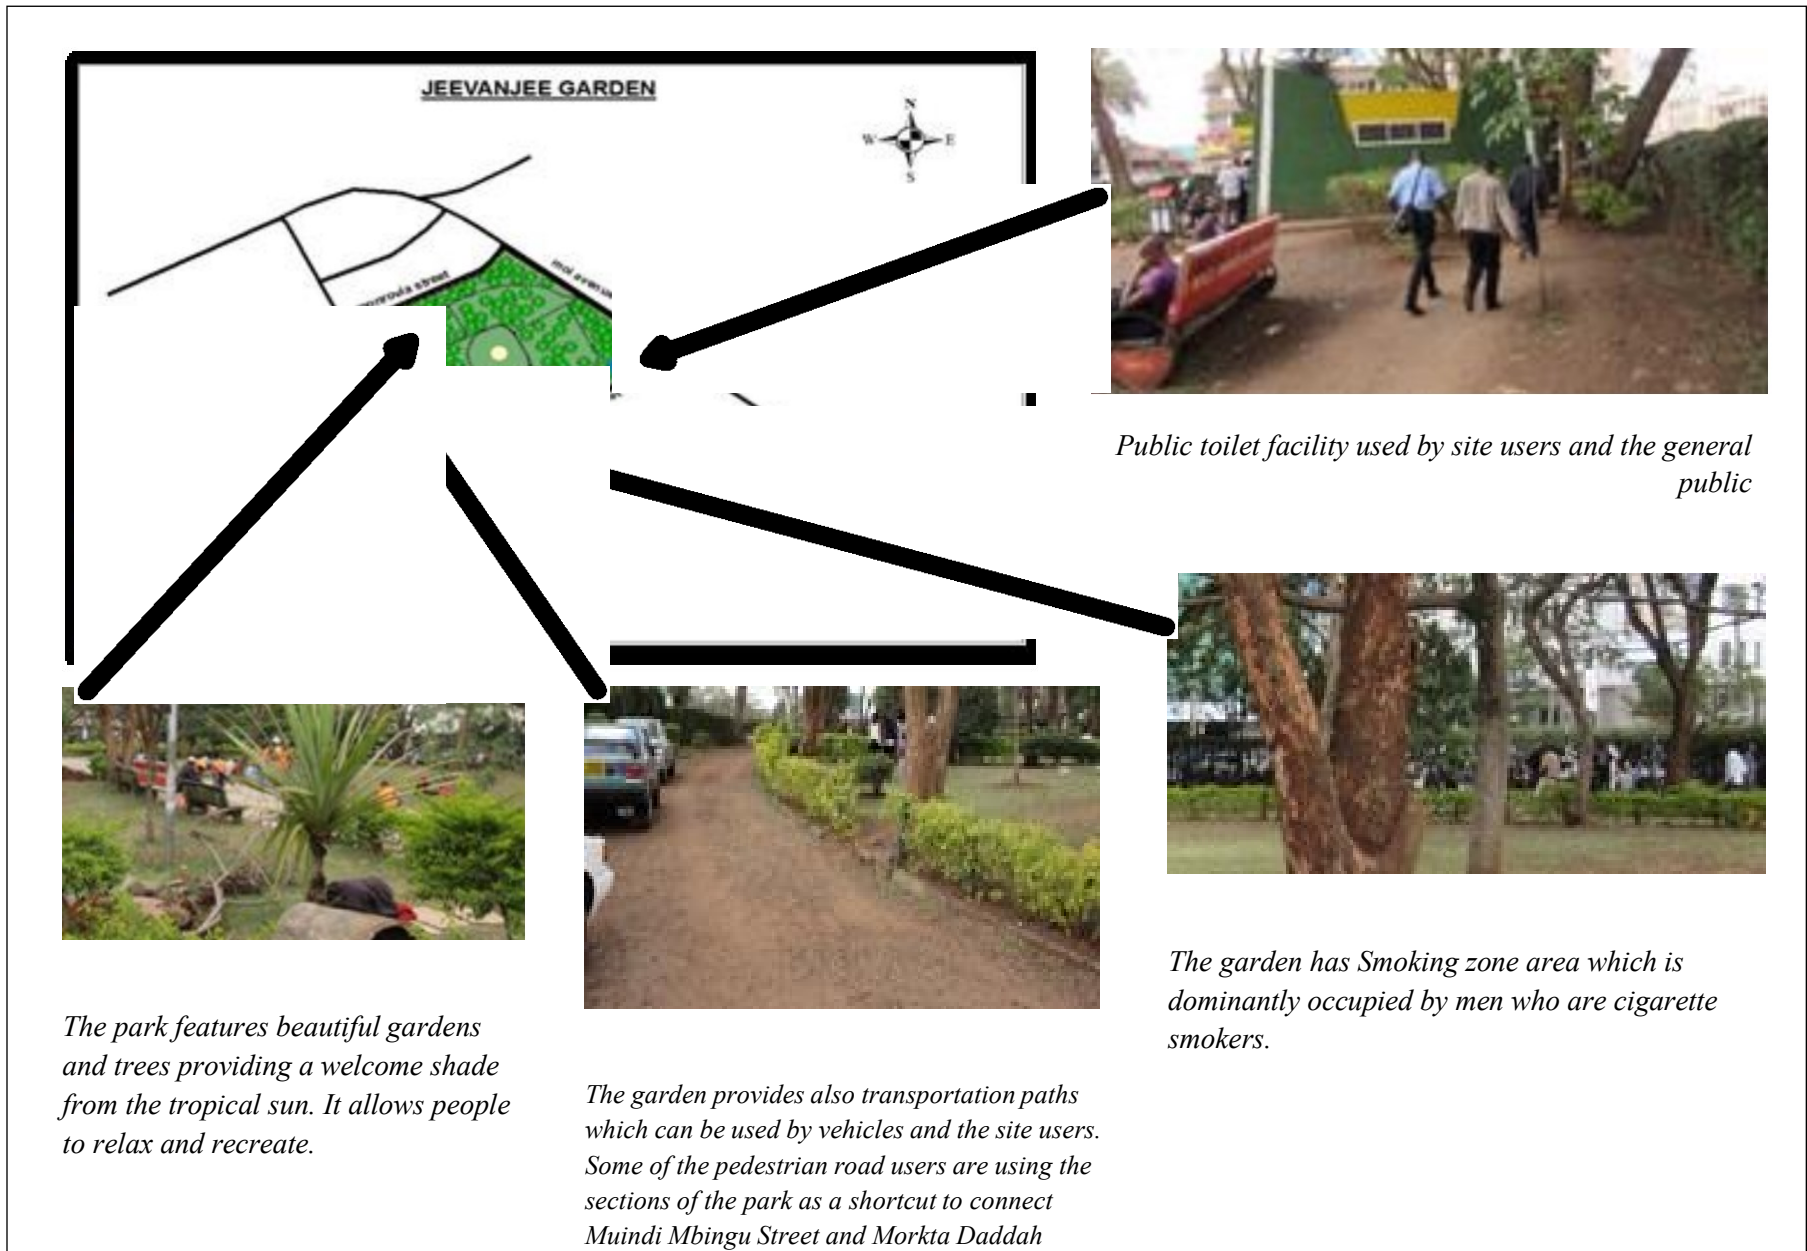 JEEVANJEE GARDEN
N
W E
S
street
moi
Public toilet facility used by site users and the general
public
The garden has Smoking zone area which is
dominantly occupied by men who are cigarette
smokers.
The park features beautiful gardens
and trees providing a welcome shade
from the tropical sun. It allows people
to relax and recreate.
The garden provides also transportation paths
which can be used by vehicles and the site users.
Some of the pedestrian road users are using the
sections of the park as a shortcut to connect
Muindi Mbingu Street and Morkta Daddah